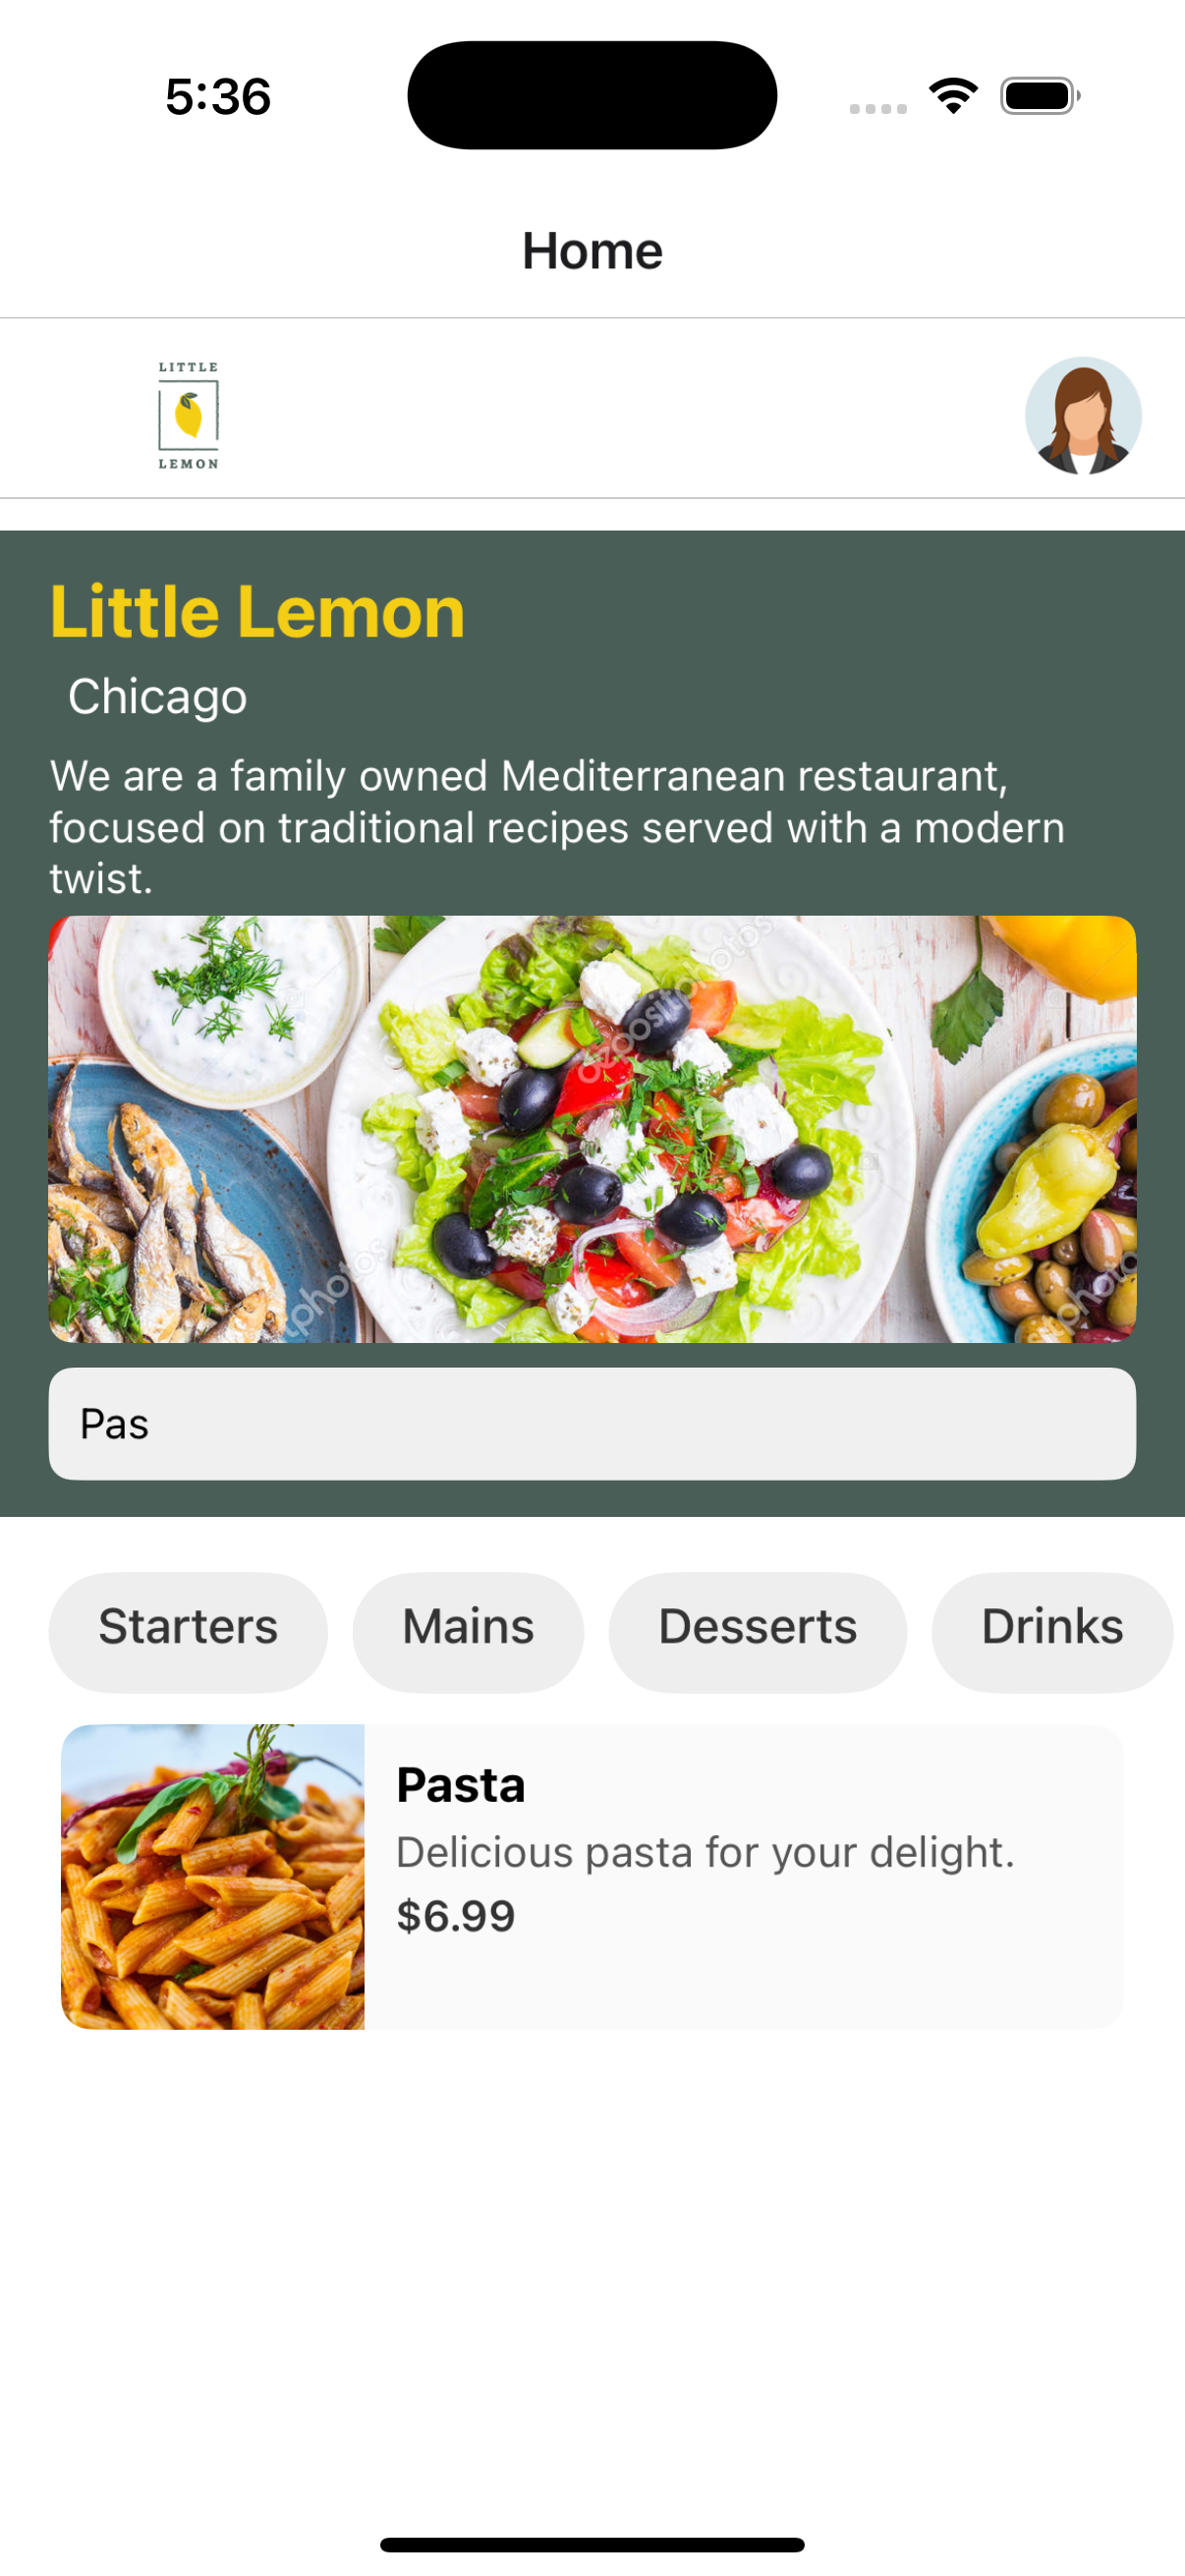 5:36
Home
LITTLE
LEMON
Little Lemon
Chicago
We are a family owned Mediterranean restaurant,
focused on traditional recipes served with a modern
twist.
Pas
Starters Mains Desserts Drinks
Pasta
Delicious pasta for your delight.
$6.99